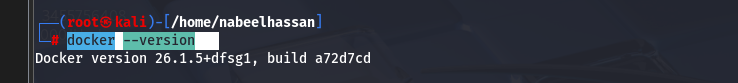 (root㉿kali)-[/home/nabeelhassan]
# docker --version
Docker version 26.1.5+dfsg1, build a72d7cd